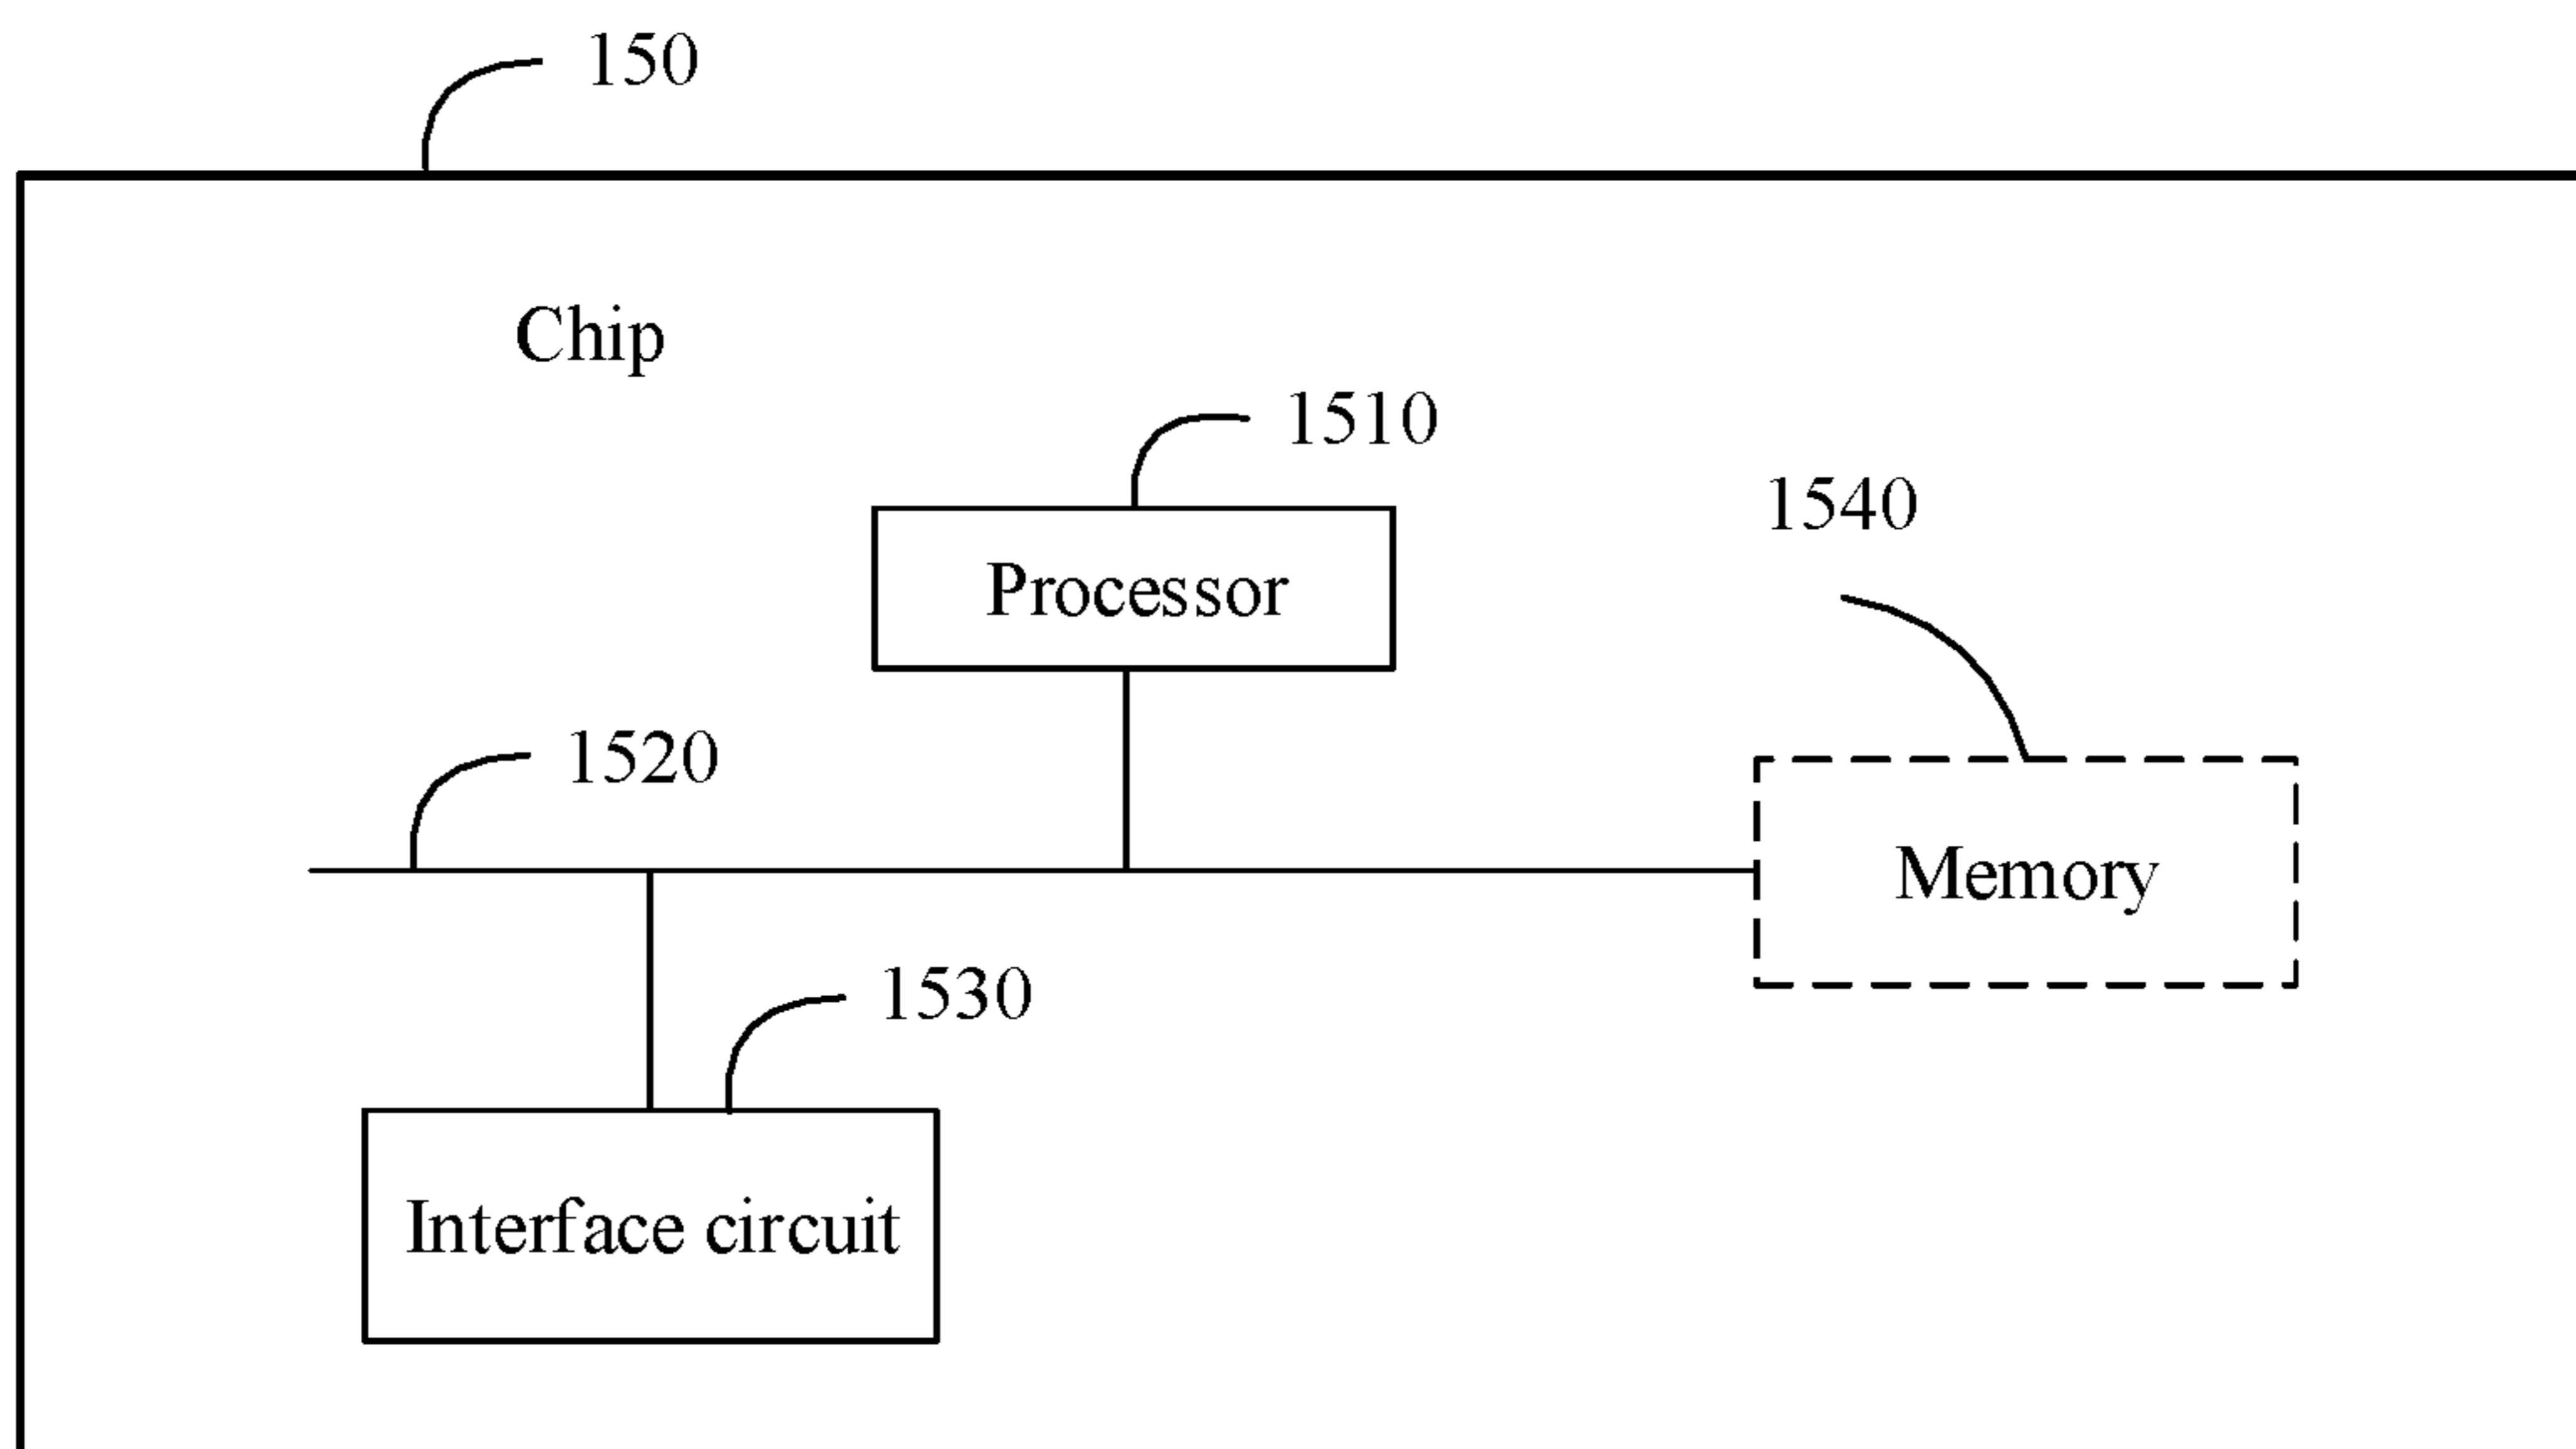 150
Chip
1510
1540
Processor
1520
Memory
1530
Interface circuit